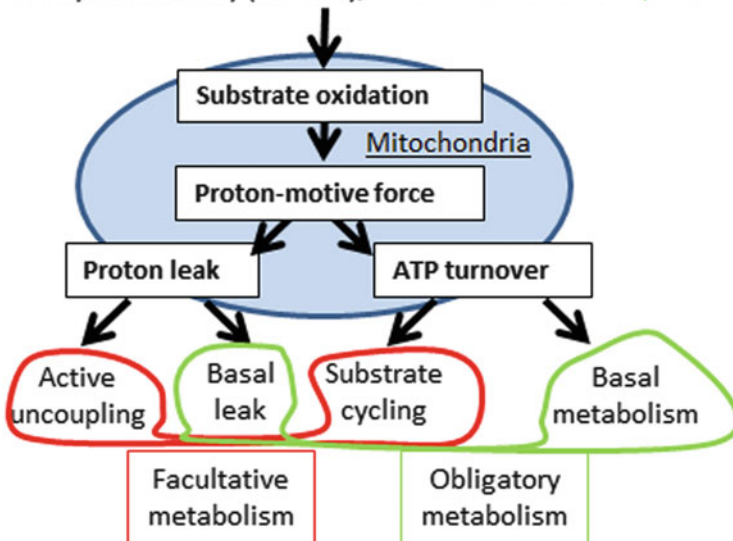 Substrate oxidation
Mitochondria
Proton-motive force
Proton leak
ATP turnover
Active
uncoupling
Basal
leak
Substrate
cycling
Basal
metabolism
Facultative
metabolism
Obligatory
metabolism